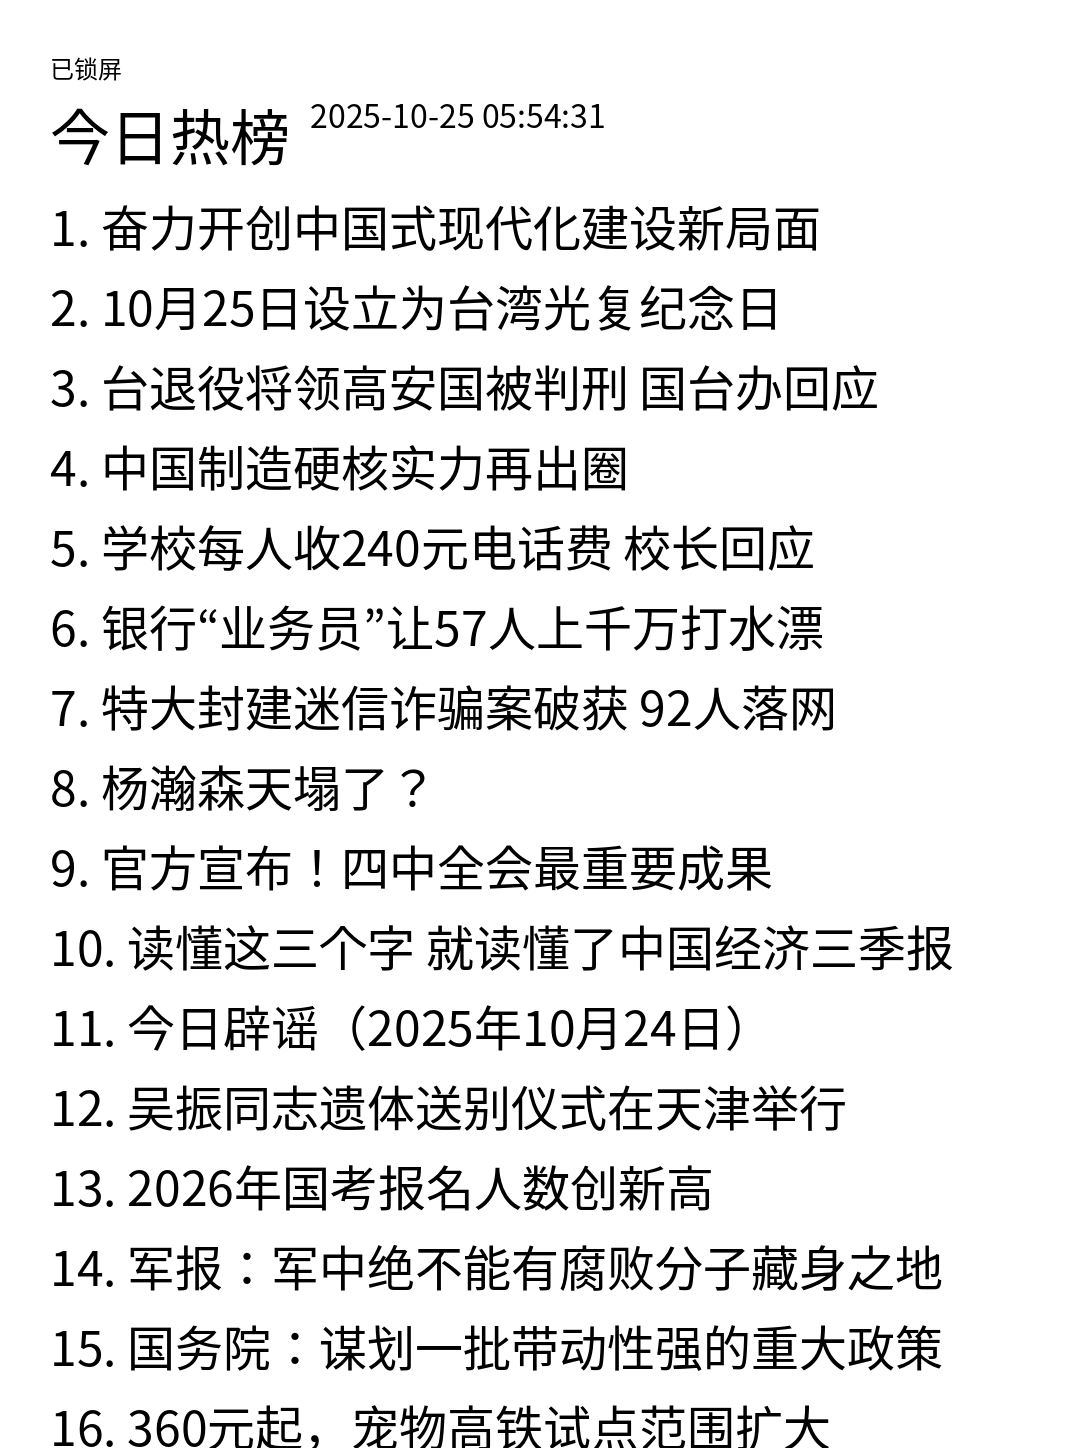 已锁屏
今日热榜 2025-10-25 05:54:31
1. 奋力开创中国式现代化建设新局面
2. 10月25日设立为台湾光复纪念日
3. 台退役将领高安国被判刑 国台办回应
4. 中国制造硬核实力再出圈
5. 学校每人收240元电话费 校长回应
6. 银行“业务员”让57人上千万打水漂
7. 特大封建迷信诈骗案破获 92人落网
8. 杨瀚森天塌了？
9. 官方宣布！四中全会最重要成果
10. 读懂这三个字 就读懂了中国经济三季报
11. 今日辟谣（2025年10月24日）
12. 吴振同志遗体送别仪式在天津举行
13. 2026年国考报名人数创新高
14. 军报：军中绝不能有腐败分子藏身之地
15. 国务院：谋划一批带动性强的重大政策
16. 360元起，宠物高铁试点范围扩大